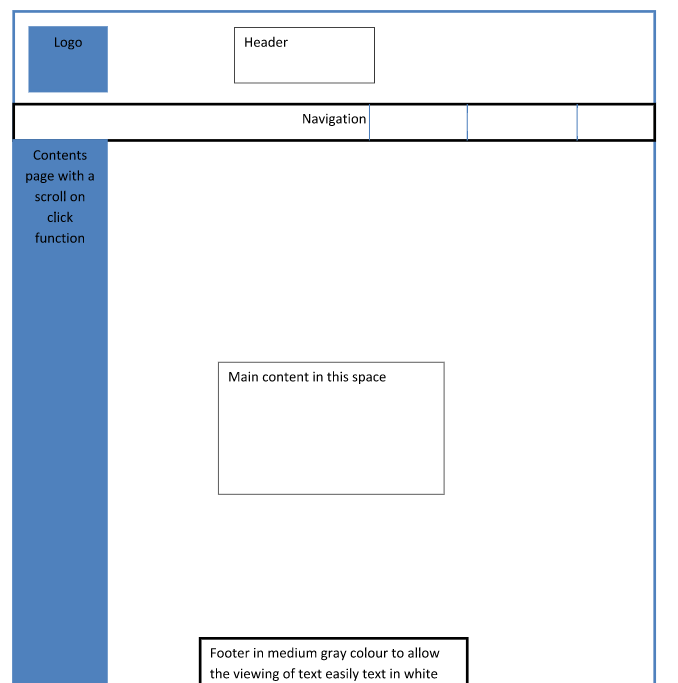 Logo
Header
Navigation
Contents
page with a
scroll on
click
function
Main content in this space
Footer in medium gray colour to allow
the viewing of text easily text in white